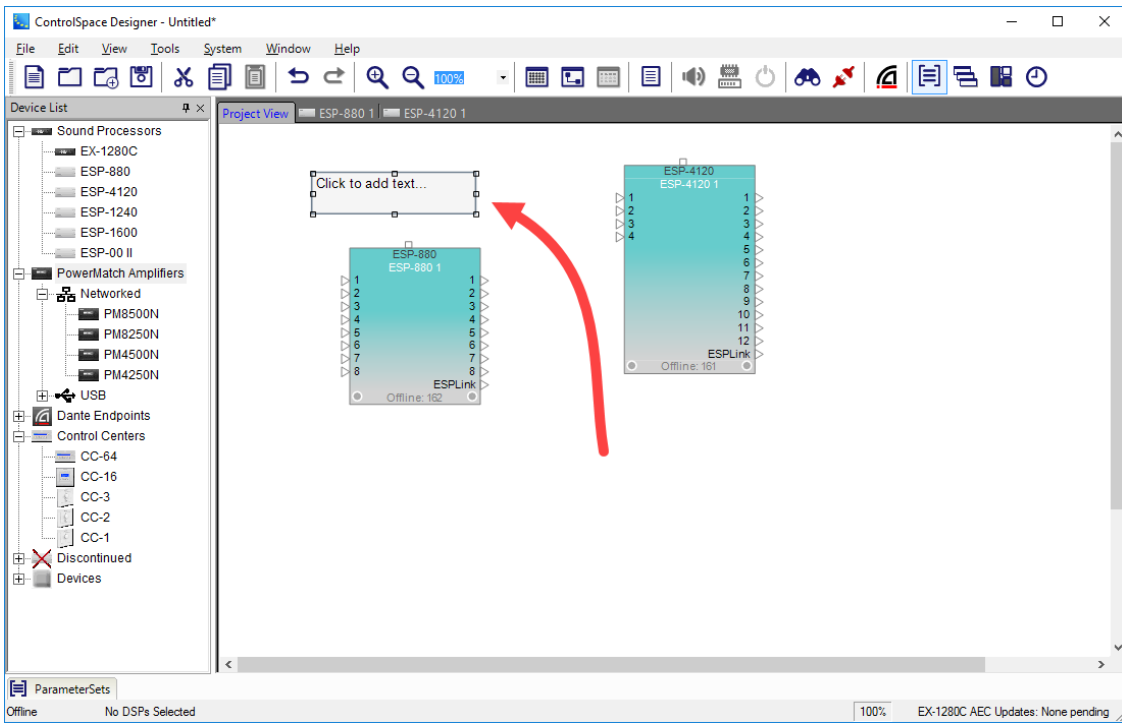 ControlSpace Designer - Untitled*
File Edit View Tools System Window Help
100%
Device List
Project View ESP-880 1 ESP-4120 1
Sound Processors
EX-1280C
ESP-880
ESP-4120
ESP-1240
ESP-1600
ESP-00 II
PowerMatch Amplifiers
Networked
PM8500N
PM8250N
PM4500N
PM4250N
USB
Dante Endpoints
Control Centers
CC-64
CC-16
CC-3
CC-2
CC-1
Discontinued
Devices
Click to add text...
ESP-880
ESP-880 1
1 1
2 2
3 3
4 4
5 5
6 6
7 7
8 8
ESPLink
Offline: 162
ESP-4120
ESP-4120 1
1 1
2 2
3 3
4 4
5
6
7
8
9
10
11
12
ESPLink
Offline: 161
ParameterSets
Offline No DSPs Selected 100% EX-1280C AEC Updates: None pending